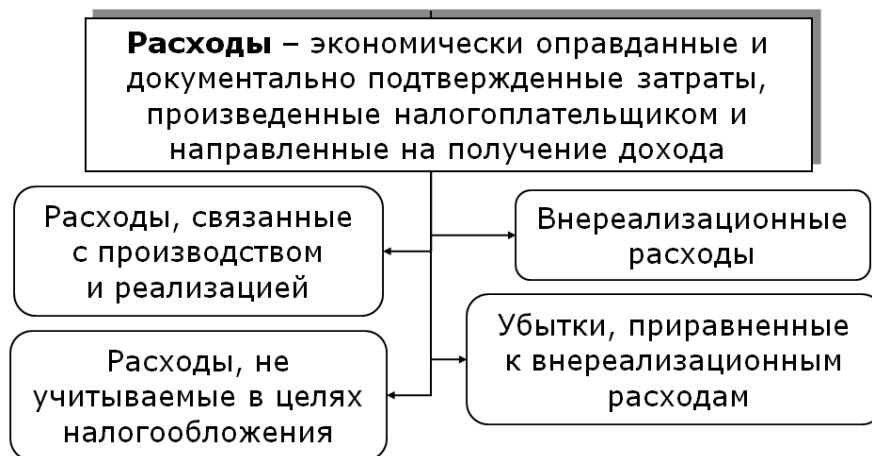 Расходы – экономически оправданные и
документально подтвержденные затраты,
произведенные налогоплательщиком и
направленные на получение дохода
Расходы, связанные
с производством
и реализацией
Внереализационные
расходы
Расходы, не
учитываемые в целях
налогообложения
Убытки, приравненные
к внереализационным
расходам